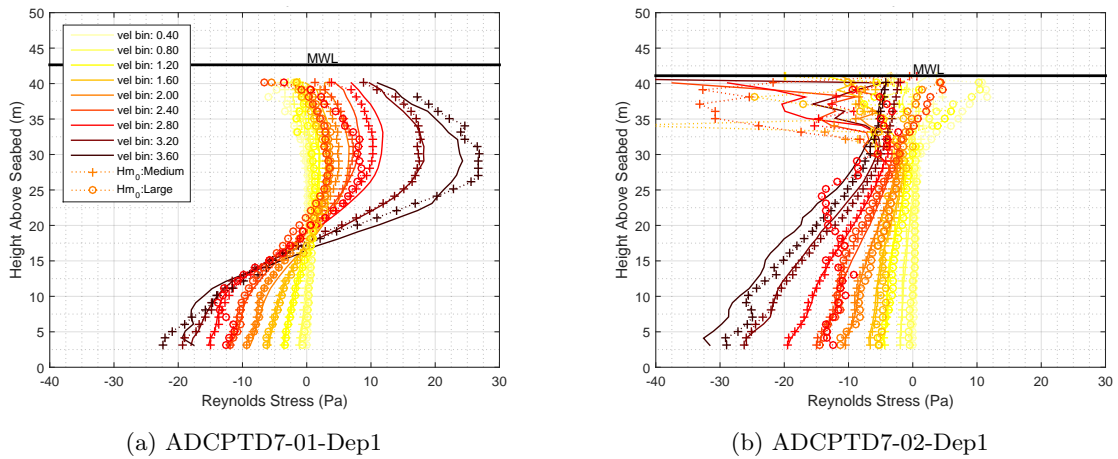 50
45
40
35
30
25
20
15
10
5
0
Height Above Seabed (m)
vel bin: 0.40
vel bin: 0.80
vel bin: 1.20
vel bin: 1.60
vel bin: 2.00
vel bin: 2.40
vel bin: 2.80
vel bin: 3.20
vel bin: 3.60
Hm0:Medium
Hm0:Large
MWL
-40 -30 -20 -10 0 10 20 30
Reynolds Stress (Pa)
(a) ADCPTD7-01-Dep1
50
45
40
35
30
25
20
15
10
5
0
Height Above Seabed (m)
MWL
-40 -30 -20 -10 0 10 20 30
Reynolds Stress (Pa)
(b) ADCPTD7-02-Dep1